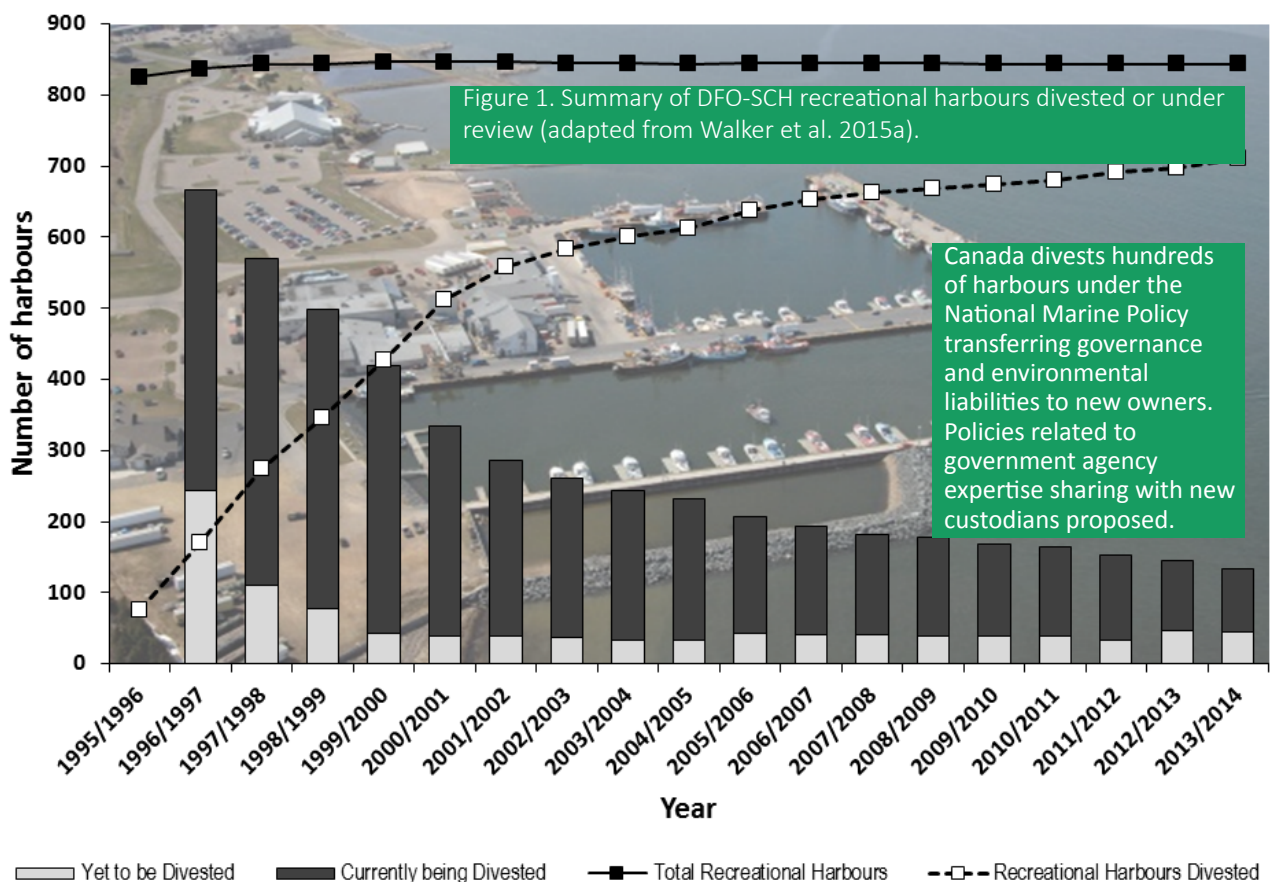 900
800
700
600
500
400
300
200
100
0
Number of harbours
Figure 1. Summary of DFO-SCH recreational harbours divested or under
review (adapted from Walker et al. 2015a).
Canada divests hundreds
of harbours under the
National Marine Policy
transferring governance
and environmental
liabilities to new owners.
Policies related to
government agency
expertise sharing with new
custodians proposed.
1995/1996
1996/1997
1997/1998
1998/1999
1999/2000
2000/2001
2001/2002
2002/2003
2003/2004
2004/2005
2005/2006
2006/2007
2007/2008
2008/2009
2009/2010
2010/2011
2011/2012
2012/2013
2013/2014
Year
Yet to be Divested Currently being Divested Total Recreational Harbours Recreational Harbours Divested